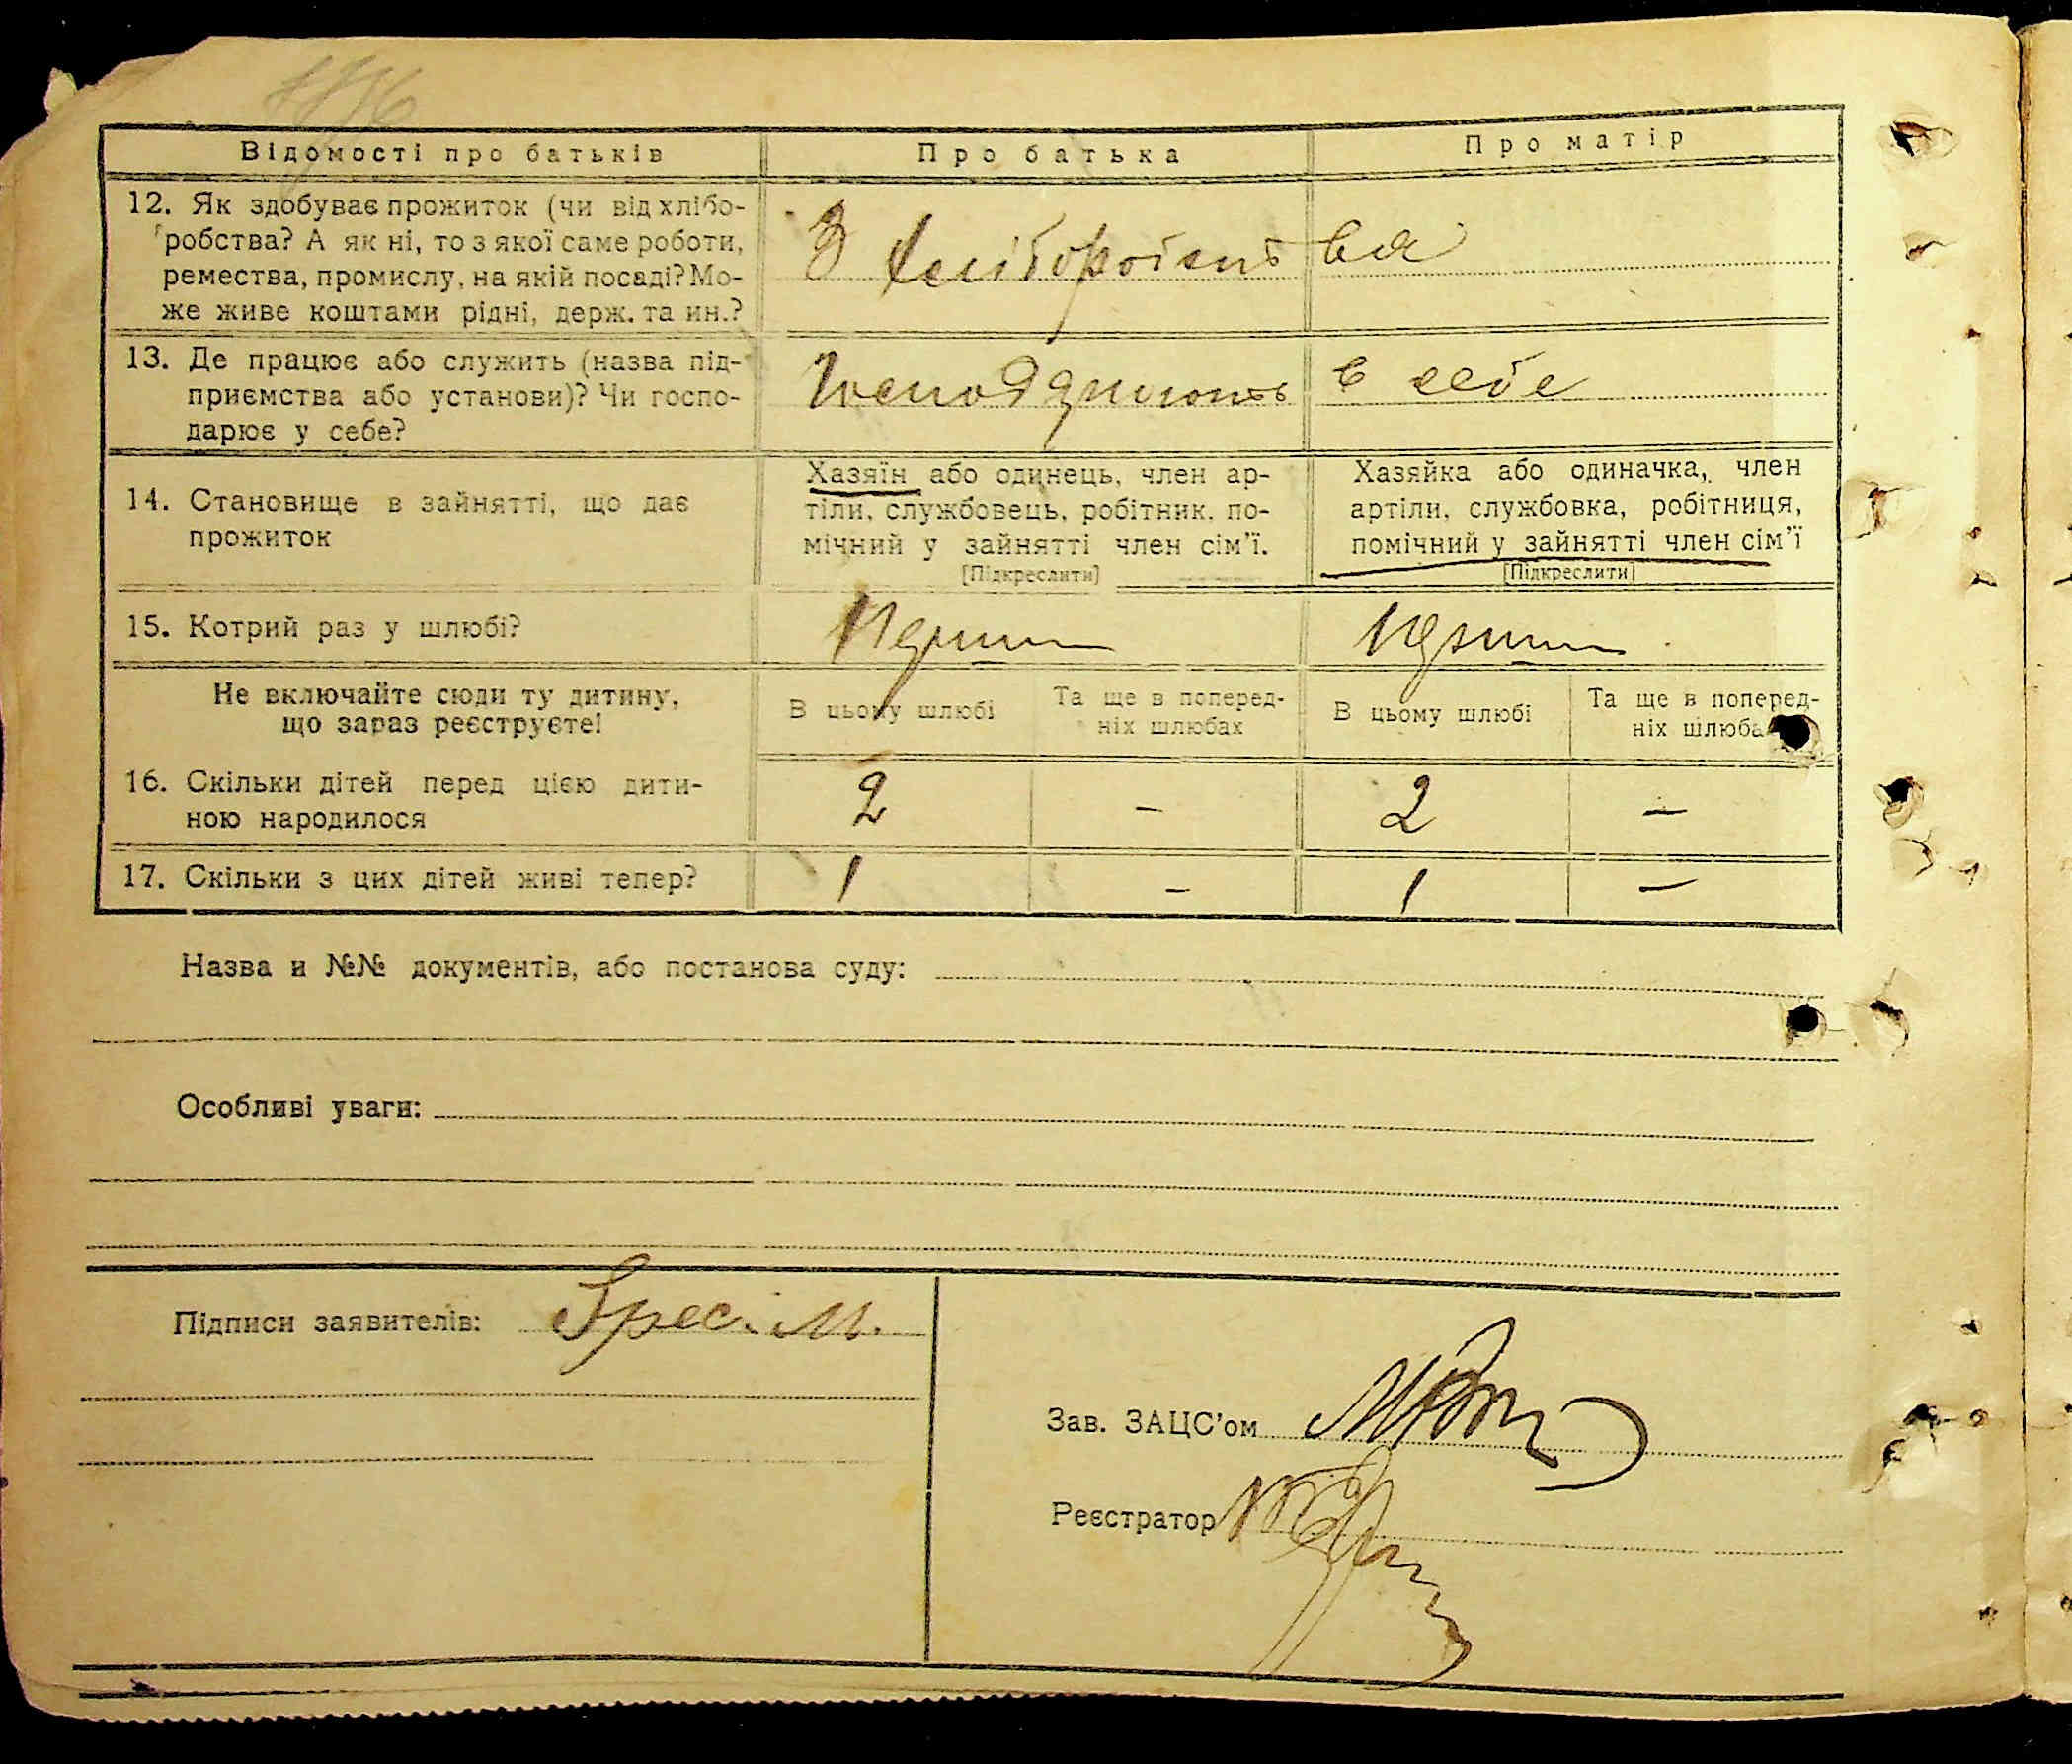 Відомості про батьків
Про батька
Про матір
12. Як здобуває прожиток (чи від хлібо-
робства? А як ні, то з якої саме роботи,
ремества, промислу, на якій посаді? Мо-
же живе коштами рідні, держ. та ин.?
З хліборобства
13. Де працює або служить (назва під-
приємства або установи)? Чи госпо-
дарює у себе?
в себе
14. Становище в зайнятті, що дає
прожиток
Хазяїн або одинець, член ар-
тіли, службовець, робітник, по-
мічний у зайнятті член сім'ї.
[Підкреслити]
Хазяйка або одиначка, член
артіли, службовка, робітниця,
помічний у зайнятті член сім'ї
[Підкреслити]
15. Котрий раз у шлюбі?
Не включайте сюди ту дитину,
що зараз реєструєте!
В цьому шлюбі
Та ще в поперед-
ніх шлюбах
В цьому шлюбі
Та ще в поперед-
ніх шлюба
16. Скільки дітей перед цією дити-
ною народилося
2 – 2 –
17. Скільки з цих дітей живі тепер?
1 – 1 –
Назва и №№ документів, або постанова суду:
Особливі уваги:
Підписи заявителів:
Зав. ЗАЦС'ом
Реєстратор